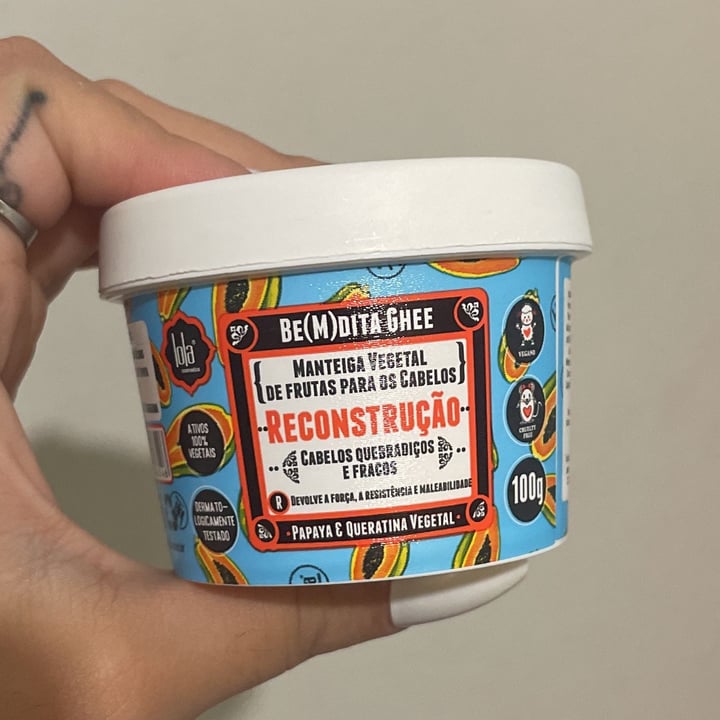 BE(M)DITA GHEE
MANTEIGA VEGETAL
DE FRUTAS PARA OS CABELOS
RECONSTRUÇÃO
CABELOS QUEBRADIÇOS
E FRACOS
R DEVOLVE A FORÇA, A RESISTÊNCIA E MALEABILIDADE
PAPAYA & QUERATINA VEGETAL
lola
cosmetics
ATIVOS
100%
VEGETAIS
DERMATO-
LOGICAMENTE
TESTADO
VEGANO
CRUELTY
FREE
100g